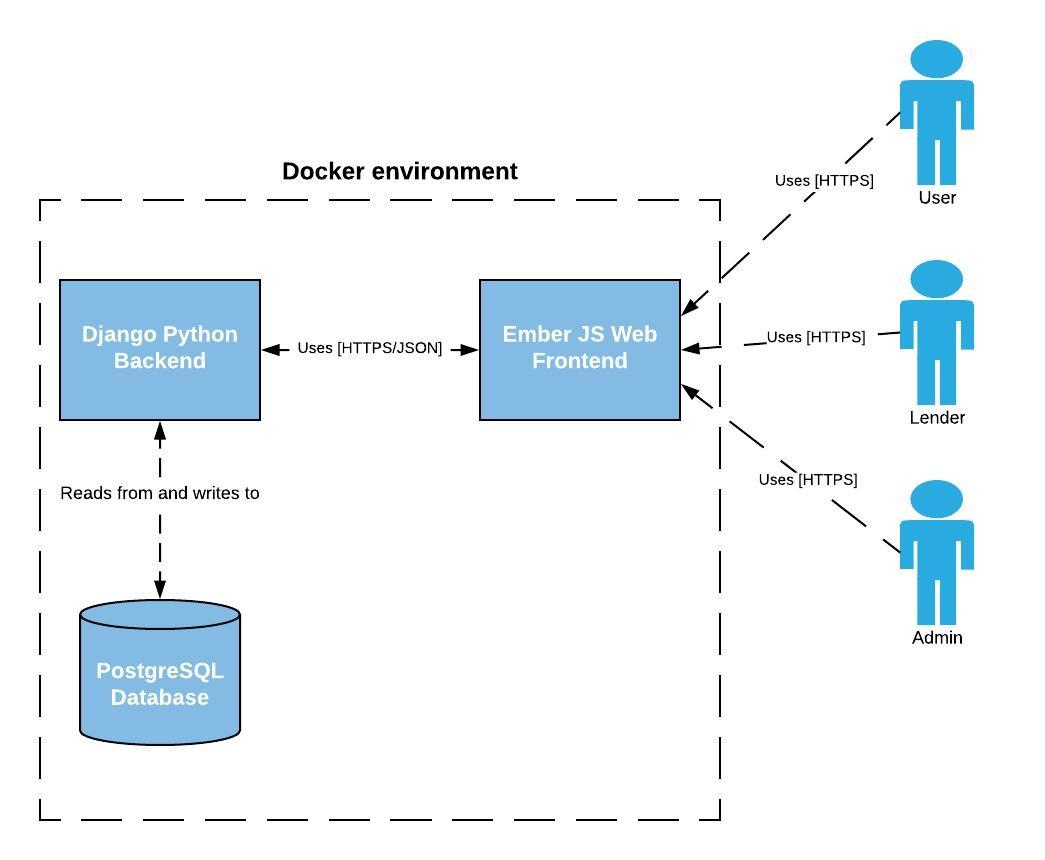 Docker environment
Uses [HTTPS]
User
Django Python
Backend
Uses [HTTPS/JSON]
Ember JS Web
Frontend
Uses [HTTPS]
Lender
Uses [HTTPS]
Reads from and writes to
Admin
PostgreSQL
Database